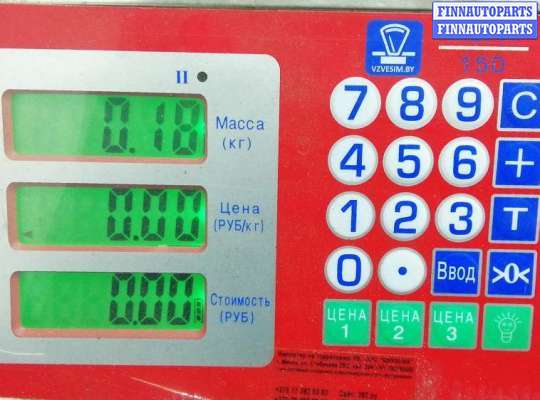 FINNAUTOPARTS
FINNAUTOPARTS
VZVESIM.BY
150
II
0.18
Масса
(кг)
0.00
Цена
(РУБ/кг)
0.00
Стоимость
(РУБ.)
7 8 9 C
4 5 6 +
1 2 3 T
0 • Ввод >0<
ЦЕНА 1
ЦЕНА 2
ЦЕНА 3